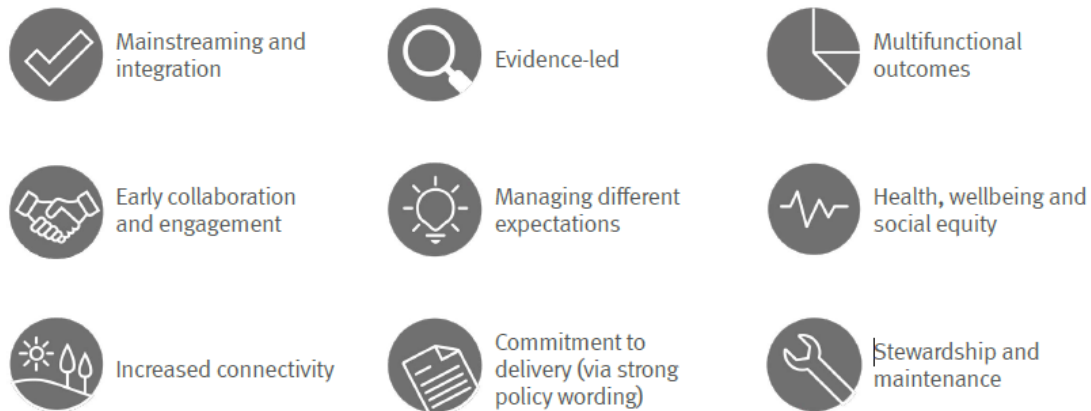 Mainstreaming and
integration
Evidence-led
Multifunctional
outcomes
Early collaboration
and engagement
Managing different
expectations
Health, wellbeing and
social equity
Increased connectivity
Commitment to
delivery (via strong
policy wording)
Stewardship and
maintenance